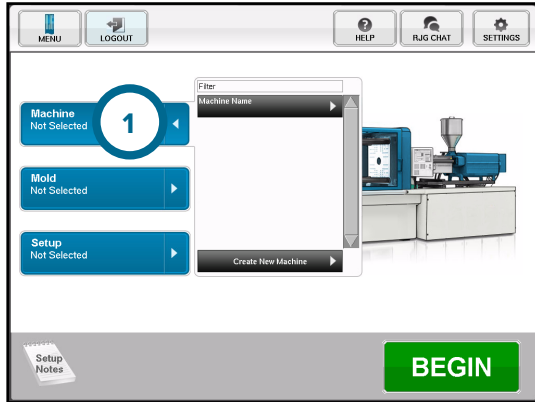 MENU
LOGOUT
HELP
RJG CHAT
SETTINGS
Machine
Not Selected
1
Filter
Machine Name
Mold
Not Selected
Setup
Not Selected
Create New Machine
Setup
Notes
BEGIN